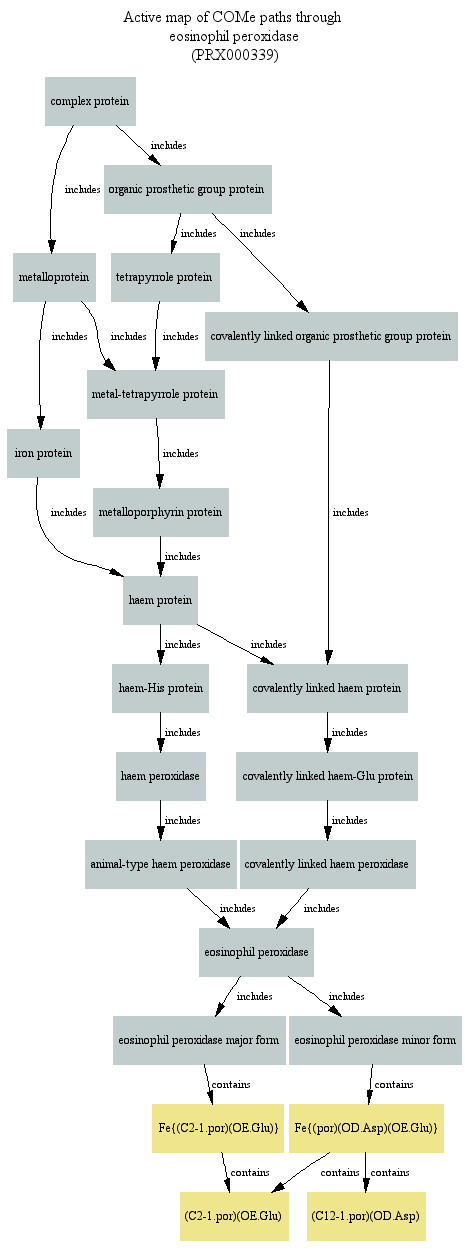 Active map of COMe paths through
eosinophil peroxidase
(PRX000339)
complex protein
includes
includes
organic prosthetic group protein
includes
includes
metalloprotein
tetrapyrrole protein
includes
includes
includes
covalently linked organic prosthetic group protein
metal-tetrapyrrole protein
iron protein
includes
includes
includes
metalloporphyrin protein
includes
haem protein
includes
includes
haem-His protein
covalently linked haem protein
includes
includes
haem peroxidase
covalently linked haem-Glu protein
includes
includes
animal-type haem peroxidase
covalently linked haem peroxidase
includes
includes
eosinophil peroxidase
includes
includes
eosinophil peroxidase major form
eosinophil peroxidase minor form
contains
contains
Fe{(C2-1.por)(OE.Glu)}
Fe{(por)(OD.Asp)(OE.Glu)}
contains
contains
contains
(C2-1.por)(OE.Glu)
(C12-1.por)(OD.Asp)